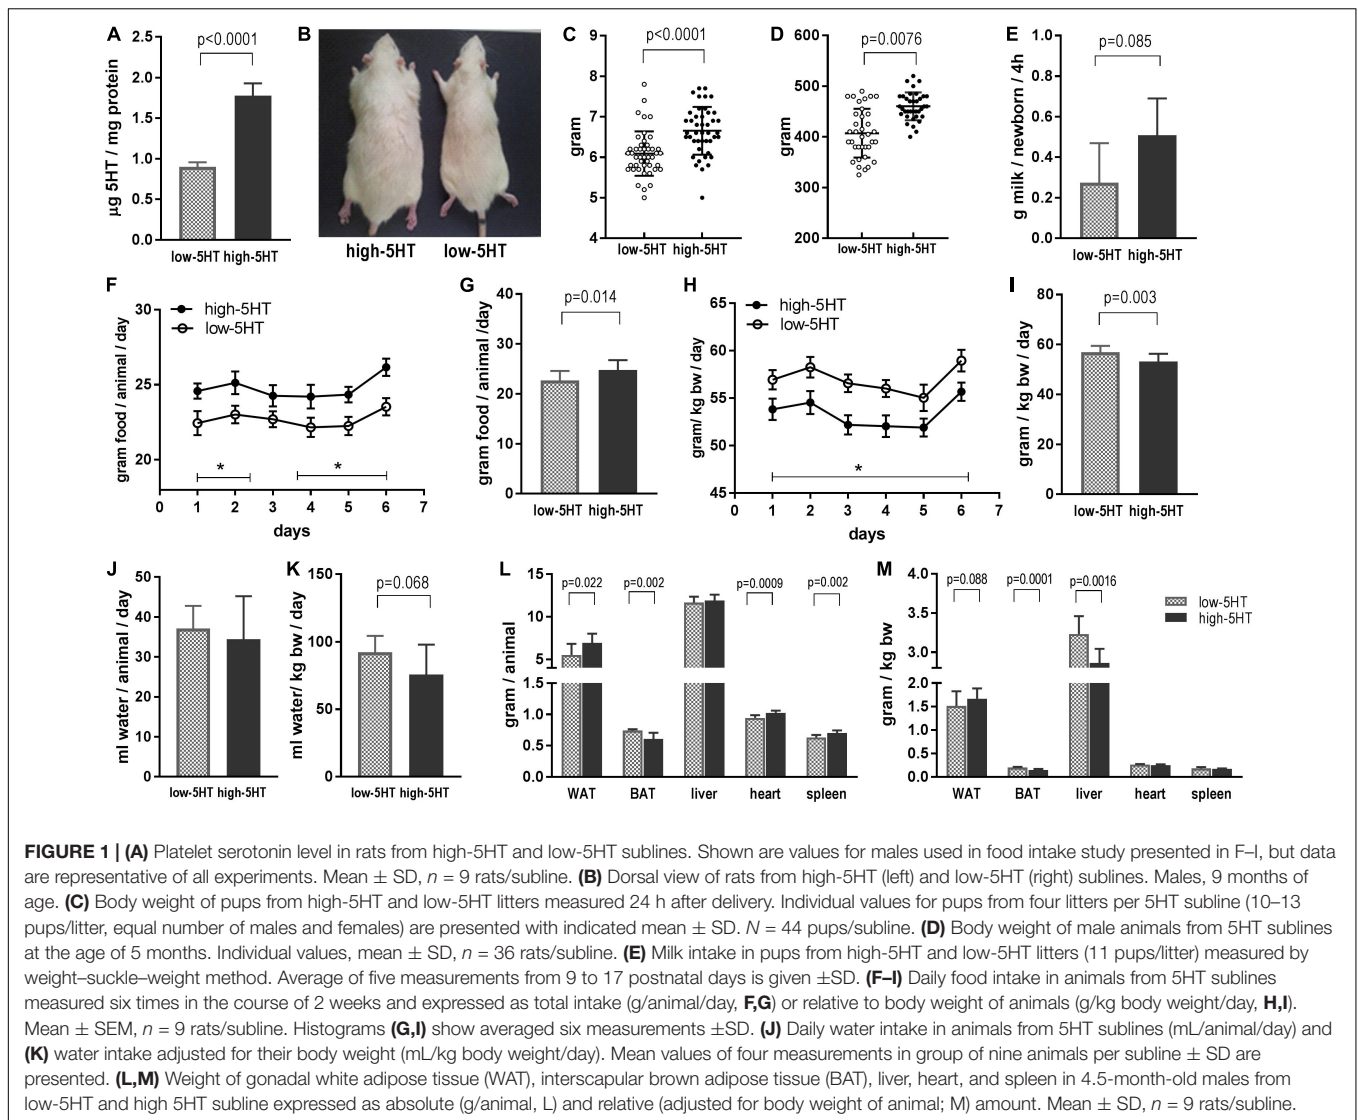 A
p<0.0001
2.5
2.0
1.5
1.0
0.5
0.0
µg 5HT / mg protein
low-5HT high-5HT
B
high-5HT low-5HT
C
p<0.0001
9
8
7
6
5
4
gram
low-5HT high-5HT
D
p=0.0076
600
500
400
300
200
gram
low-5HT high-5HT
E
p=0.085
1.0
0.8
0.6
0.4
0.2
0.0
g milk / newborn / 4h
low-5HT high-5HT
F
high-5HT
low-5HT
30
25
20
gram food / animal / day
* *
0 1 2 3 4 5 6 7
days
G
p=0.014
40
30
20
10
0
gram food / animal /day
low-5HT high-5HT
H
high-5HT
low-5HT
65
60
55
50
45
gram/ kg bw / day
*
0 1 2 3 4 5 6 7
days
I
p=0.003
80
60
40
20
0
gram / kg bw / day
low-5HT high-5HT
J
50
40
30
20
10
0
ml water / animal / day
low-5HT high-5HT
K
p=0.068
150
100
50
0
ml water/ kg bw / day
low-5HT high-5HT
L
p=0.022 p=0.002 p=0.0009 p=0.002
15
10
5
1.5
1.0
0.5
0.0
gram / animal
WAT BAT liver heart spleen
M
p=0.088 p=0.0001 p=0.0016
4.0
3.5
3.0
2.0
1.5
1.0
0.5
0.0
gram / kg bw
WAT BAT liver heart spleen
low-5HT
high-5HT
FIGURE 1 | (A) Platelet serotonin level in rats from high-5HT and low-5HT sublines. Shown are values for males used in food intake study presented in F–I, but data
are representative of all experiments. Mean ± SD, n = 9 rats/subline. (B) Dorsal view of rats from high-5HT (left) and low-5HT (right) sublines. Males, 9 months of
age. (C) Body weight of pups from high-5HT and low-5HT litters measured 24 h after delivery. Individual values for pups from four litters per 5HT subline (10–13
pups/litter, equal number of males and females) are presented with indicated mean ± SD. N = 44 pups/subline. (D) Body weight of male animals from 5HT sublines
at the age of 5 months. Individual values, mean ± SD, n = 36 rats/subline. (E) Milk intake in pups from high-5HT and low-5HT litters (11 pups/litter) measured by
weight–suckle–weight method. Average of five measurements from 9 to 17 postnatal days is given ±SD. (F–I) Daily food intake in animals from 5HT sublines
measured six times in the course of 2 weeks and expressed as total intake (g/animal/day, F,G) or relative to body weight of animals (g/kg body weight/day, H,I).
Mean ± SEM, n = 9 rats/subline. Histograms (G,I) show averaged six measurements ±SD. (J) Daily water intake in animals from 5HT sublines (mL/animal/day) and
(K) water intake adjusted for their body weight (mL/kg body weight/day). Mean values of four measurements in group of nine animals per subline ± SD are
presented. (L,M) Weight of gonadal white adipose tissue (WAT), interscapular brown adipose tissue (BAT), liver, heart, and spleen in 4.5-month-old males from
low-5HT and high 5HT subline expressed as absolute (g/animal, L) and relative (adjusted for body weight of animal; M) amount. Mean ± SD, n = 9 rats/subline.